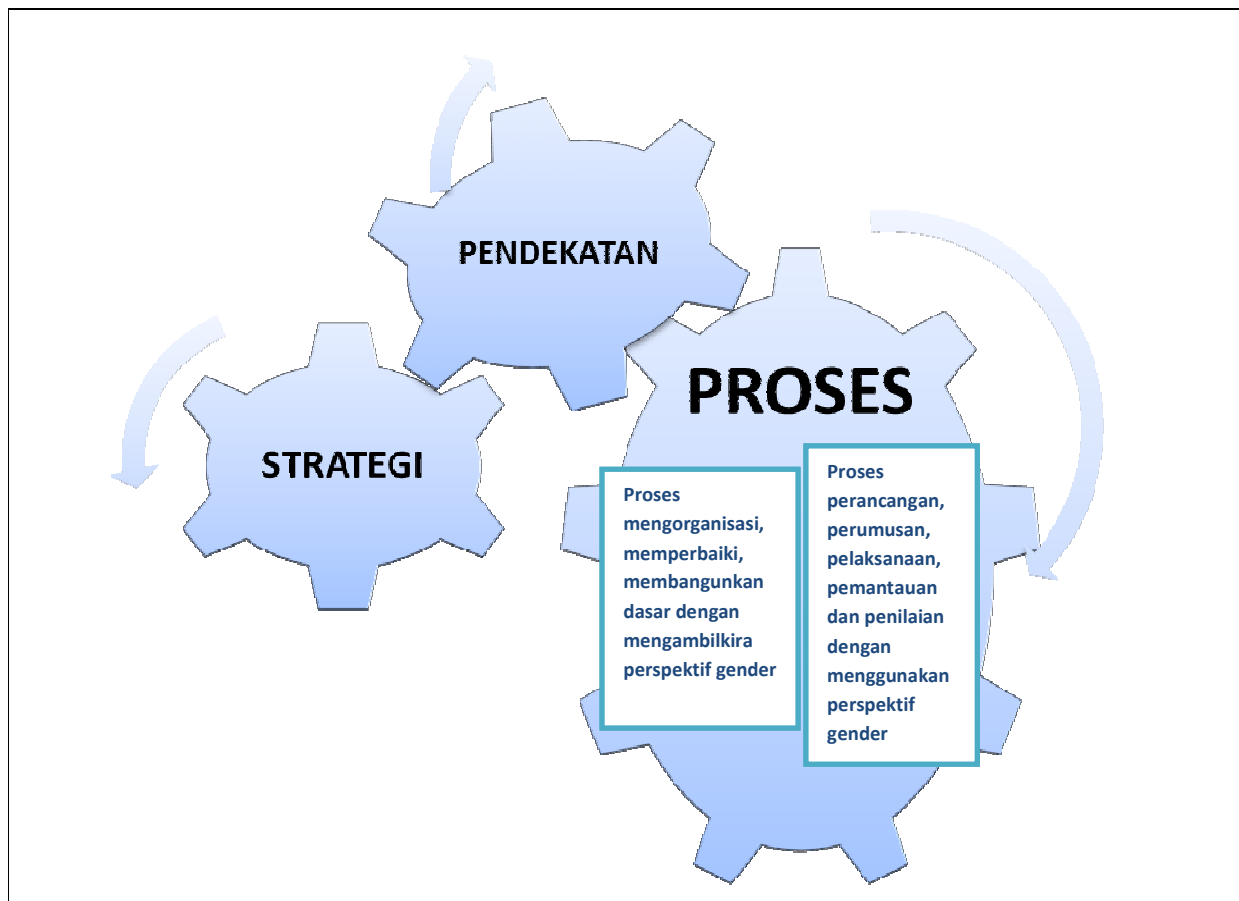 PENDEKATAN
STRATEGI
PROSES
Proses
mengorganisasi,
memperbaiki,
membangunkan
dasar dengan
mengambilkira
perspektif gender
Proses
perancangan,
perumusan,
pelaksanaan,
pemantauan
dan penilaian
dengan
menggunakan
perspektif
gender